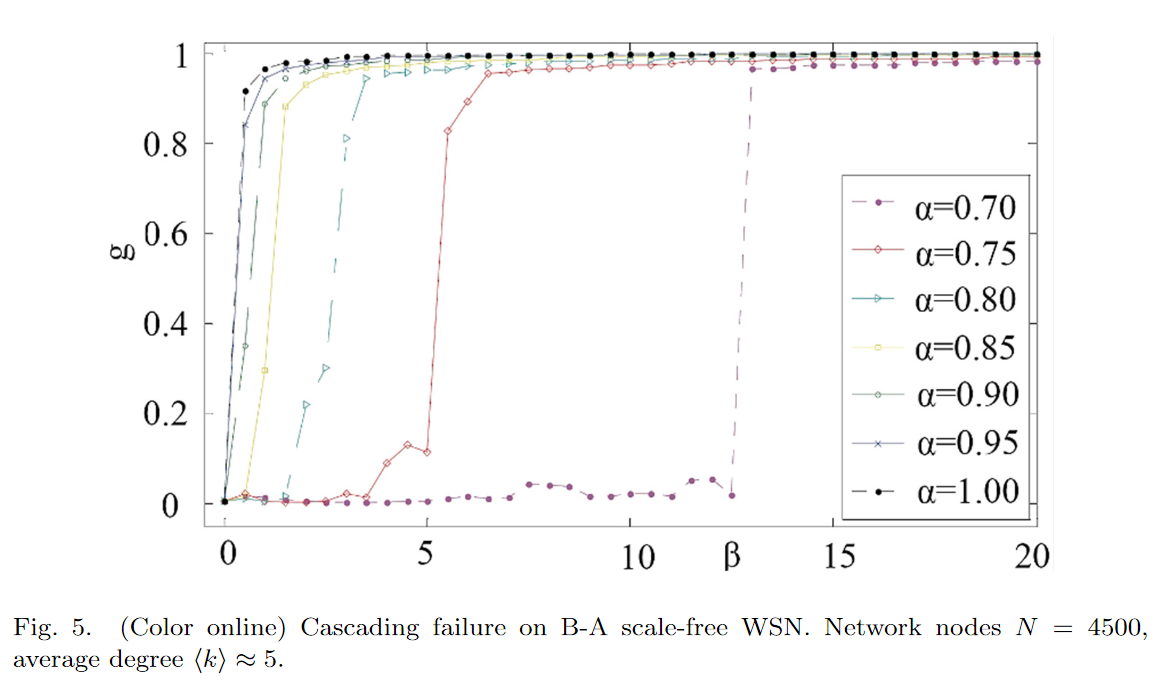 1
0.8
0.6
0.4
0.2
0
g
0 5 10 β 15 20
α=0.70
α=0.75
α=0.80
α=0.85
α=0.90
α=0.95
α=1.00
Fig. 5. (Color online) Cascading failure on B-A scale-free WSN. Network nodes N = 4500,
average degree ⟨k⟩ ≈ 5.